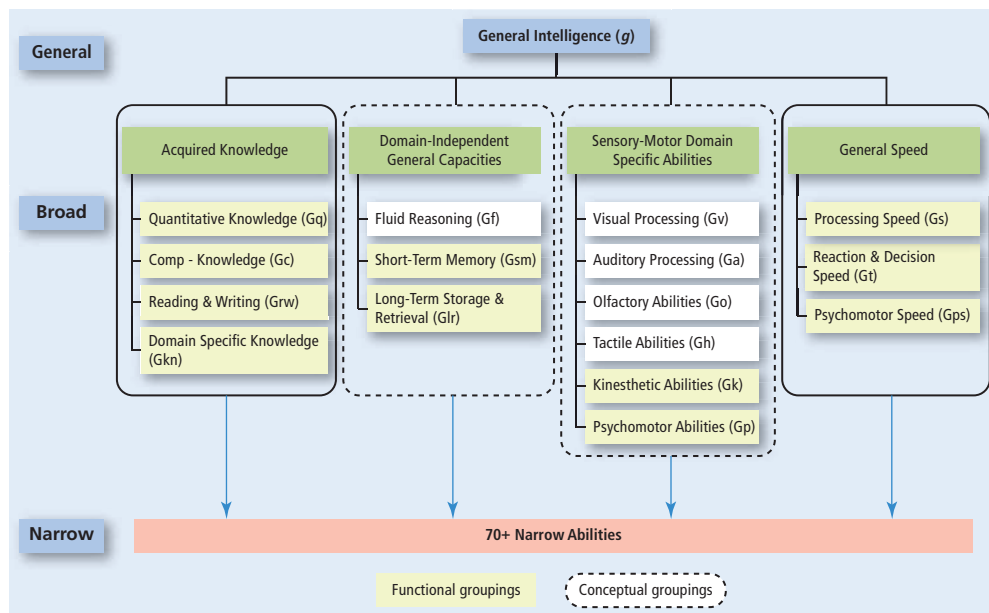 General Intelligence (g)
General
Acquired Knowledge
Domain-Independent
General Capacities
Sensory-Motor Domain
Specific Abilities
General Speed
Broad
Quantitative Knowledge (Gq)
Comp - Knowledge (Gc)
Reading & Writing (Grw)
Domain Specific Knowledge
(Gkn)
Fluid Reasoning (Gf)
Short-Term Memory (Gsm)
Long-Term Storage &
Retrieval (Glr)
Visual Processing (Gv)
Auditory Processing (Ga)
Olfactory Abilities (Go)
Tactile Abilities (Gh)
Kinesthetic Abilities (Gk)
Psychomotor Abilities (Gp)
Processing Speed (Gs)
Reaction & Decision
Speed (Gt)
Psychomotor Speed (Gps)
Narrow
70+ Narrow Abilities
Functional groupings
Conceptual groupings